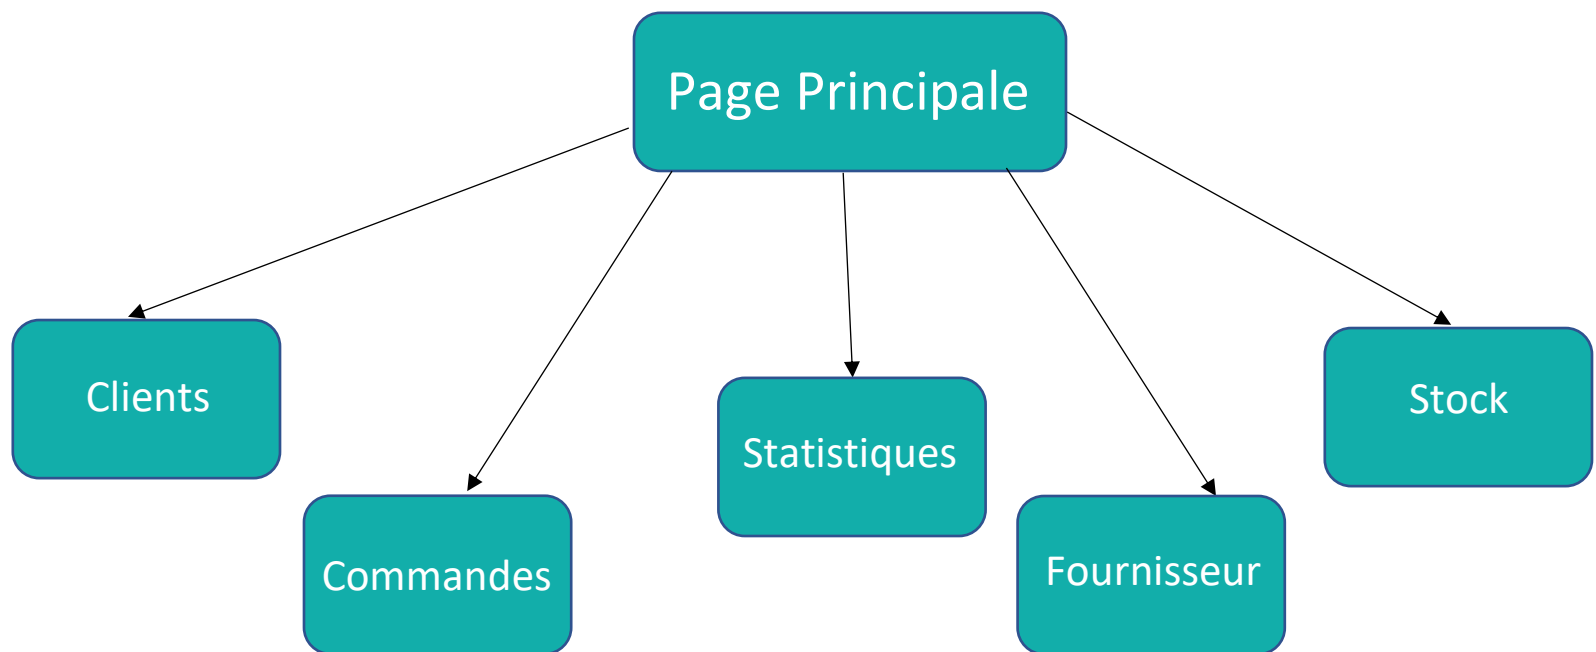 Page Principale
Clients
Stock
Statistiques
Commandes
Fournisseur